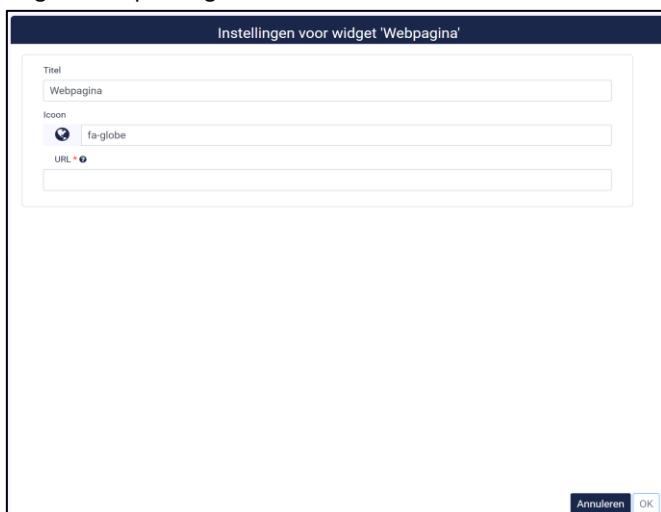 Instellingen voor widget 'Webpagina'
Titel
Webpagina
Icoon
fa-globe
URL *
Annuleren OK